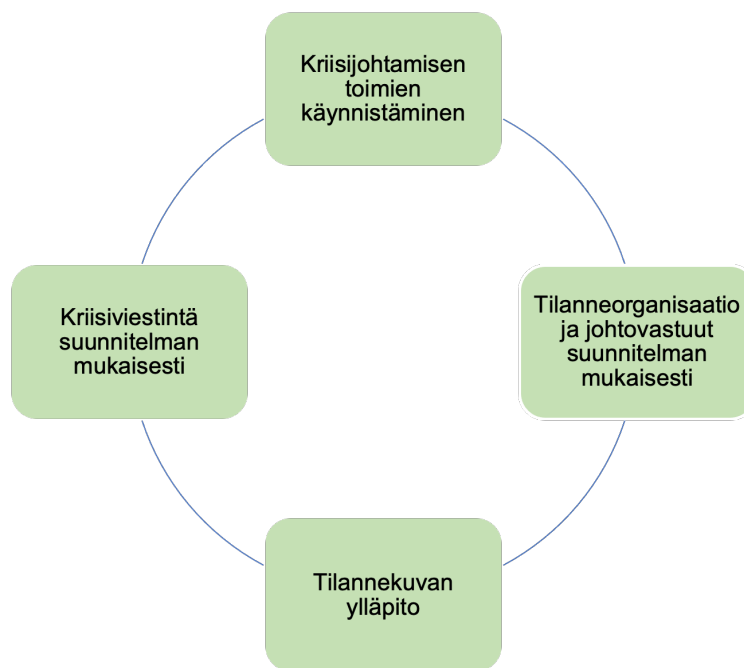 Kriisijohtamisen
toimien
käynnistäminen
Tilanneorganisaatio
ja johtovastuut
suunnitelman
mukaisesti
Tilannekuvan
ylläpito
Kriisiviestintä
suunnitelman
mukaisesti